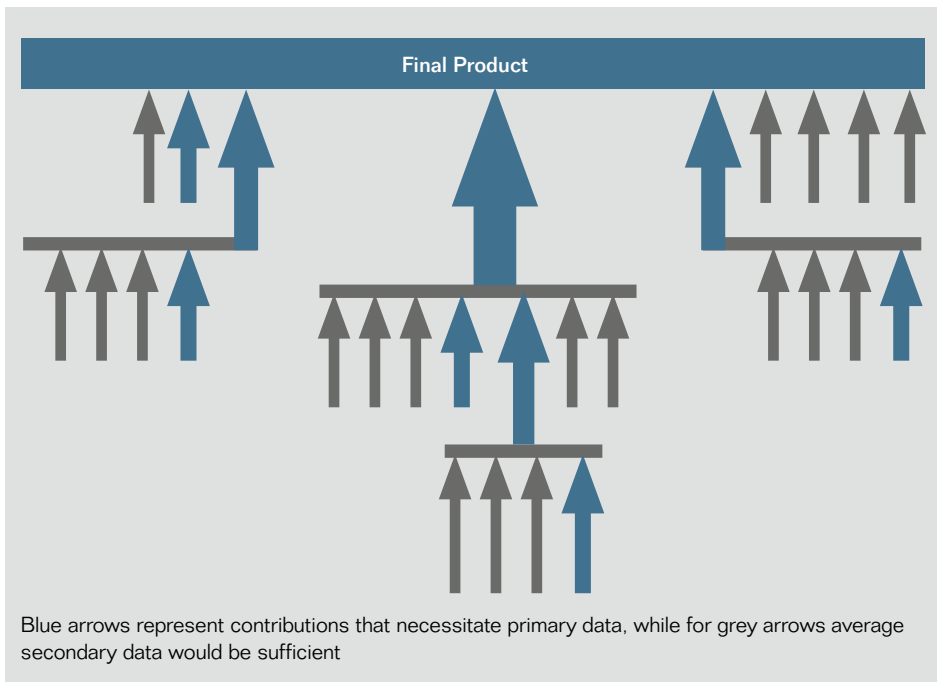 Final Product
Blue arrows represent contributions that necessitate primary data, while for grey arrows average
secondary data would be sufficient